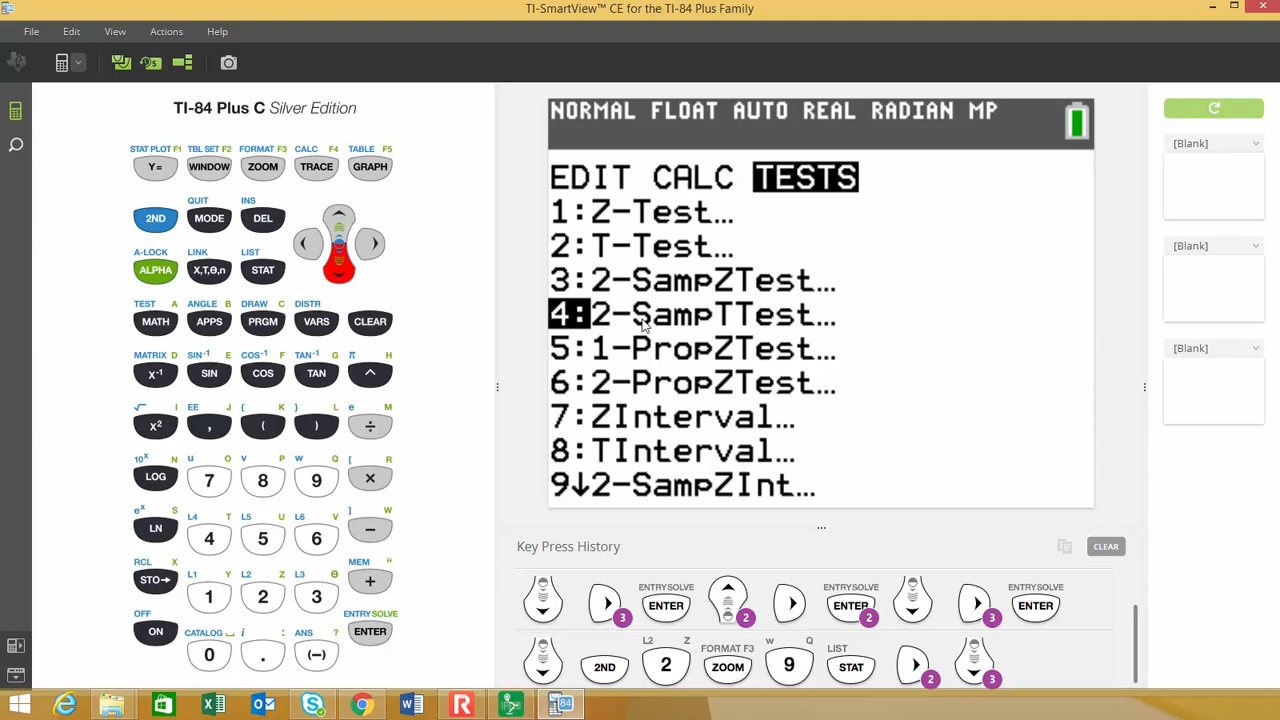 TI-SmartView™ CE for the TI-84 Plus Family
File Edit View Actions Help
TI-84 Plus C Silver Edition
STAT PLOT F1 TBL SET F2 FORMAT F3 CALC F4 TABLE F5
Y= WINDOW ZOOM TRACE GRAPH
QUIT INS
2ND MODE DEL
A-LOCK LINK LIST
ALPHA X,T,Θ,n STAT
TEST A ANGLE B DRAW C DISTR
MATH APPS PRGM VARS CLEAR
MATRIX D SIN⁻¹ E COS⁻¹ F TAN⁻¹ G π H
X⁻¹ SIN COS TAN ^
√ I EE J { K } L e M
x² , ( ) ÷
10ˣ N u O v P w Q [ R
LOG 7 8 9 ×
eˣ S L4 T L5 U L6 V ] W
LN 4 5 6 −
RCL X L1 Y L2 Z L3 Θ MEM "
STO→ 1 2 3 +
OFF CATALOG ␣ i : ANS ? ENTRY SOLVE
ON 0 . (−) ENTER
NORMAL FLOAT AUTO REAL RADIAN MP
EDIT CALC TESTS
1:Z-Test…
2:T-Test…
3:2-SampZTest…
4:2-SampTTest…
5:1-PropZTest…
6:2-PropZTest…
7:ZInterval…
8:TInterval…
9↓2-SampZInt…
Key Press History CLEAR
3 ENTRY SOLVE ENTER 2 ENTRY SOLVE ENTER 2 3 ENTRY SOLVE ENTER
2ND L2 Z 2 FORMAT F3 ZOOM w Q 9 LIST STAT 2 3
[Blank]
[Blank]
[Blank]
84